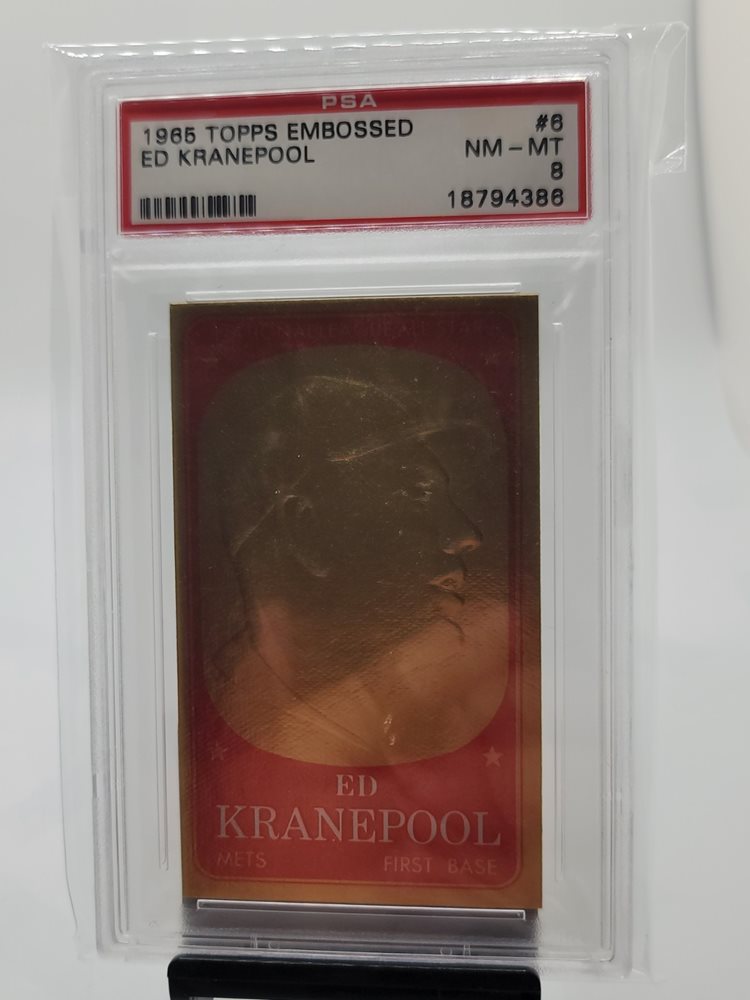 PSA
1965 TOPPS EMBOSSED #6
ED KRANEPOOL NM - MT
8
18794386
ED
KRANEPOOL
METS FIRST BASE